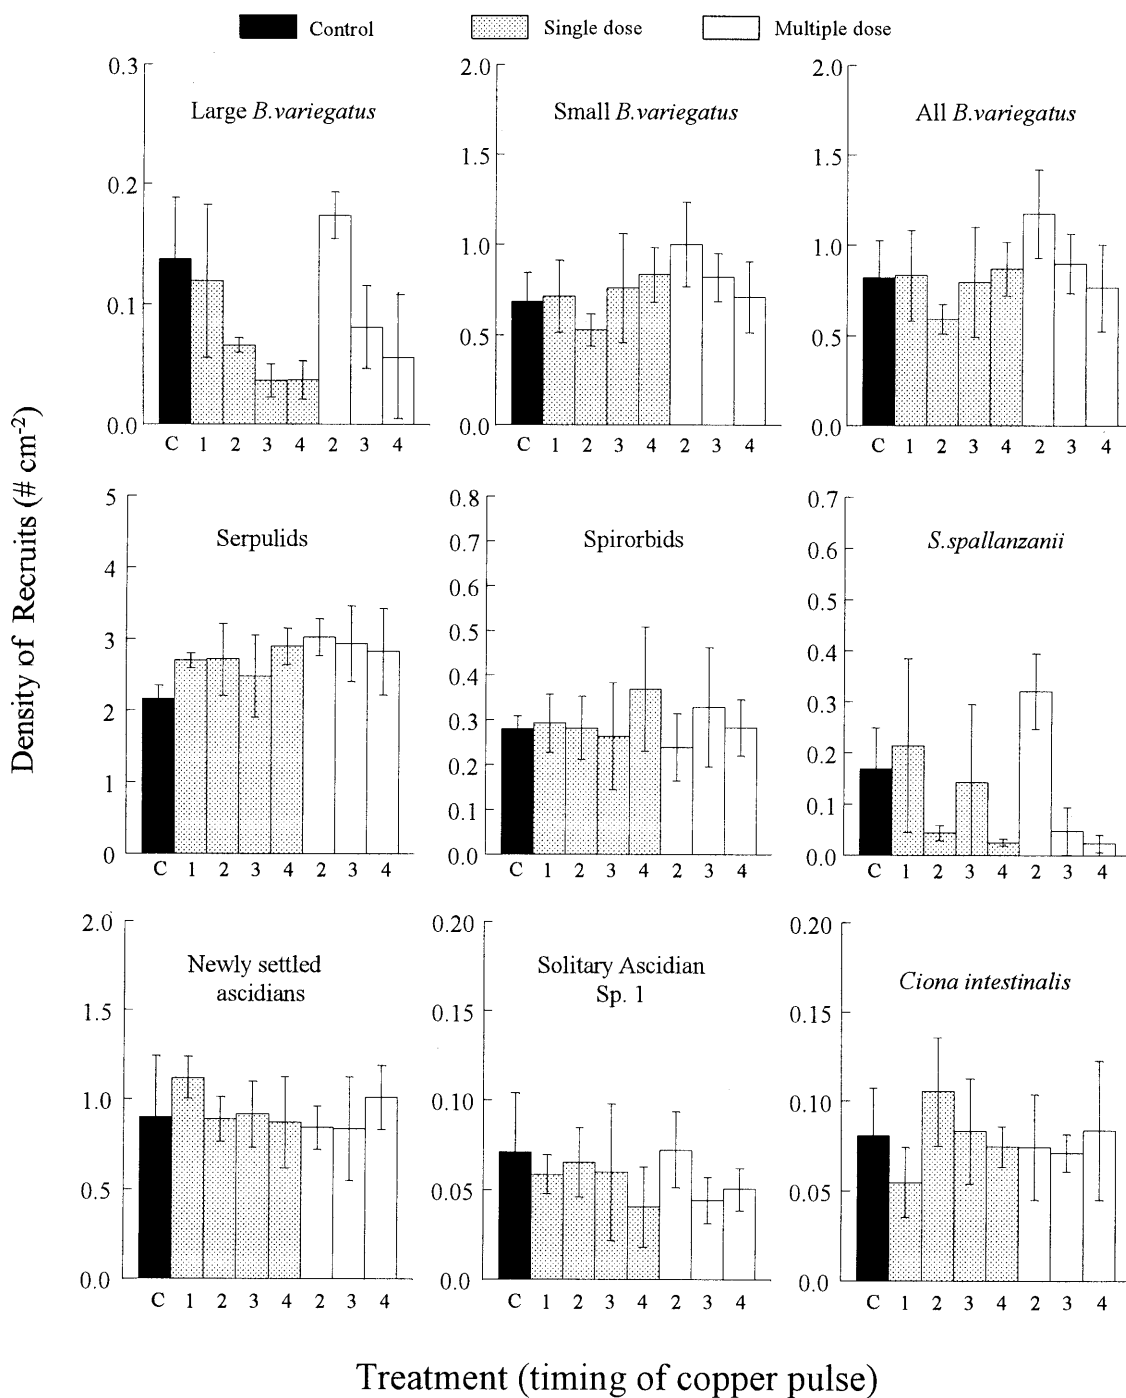 Control Single dose Multiple dose
Large B.variegatus
0.3
0.2
0.1
0.0
C 1 2 3 4 2 3 4
Small B.variegatus
2.0
1.5
1.0
0.5
0.0
C 1 2 3 4 2 3 4
All B.variegatus
2.0
1.5
1.0
0.5
0.0
C 1 2 3 4 2 3 4
Density of Recruits (# cm-2)
Serpulids
5
4
3
2
1
0
C 1 2 3 4 2 3 4
Spirorbids
0.8
0.7
0.6
0.5
0.4
0.3
0.2
0.1
0.0
C 1 2 3 4 2 3 4
S.spallanzanii
0.7
0.6
0.5
0.4
0.3
0.2
0.1
0.0
C 1 2 3 4 2 3 4
Newly settled
ascidians
2.0
1.5
1.0
0.5
0.0
C 1 2 3 4 2 3 4
Solitary Ascidian
Sp. 1
0.20
0.15
0.10
0.05
0.00
C 1 2 3 4 2 3 4
Ciona intestinalis
0.20
0.15
0.10
0.05
0.00
C 1 2 3 4 2 3 4
Treatment (timing of copper pulse)